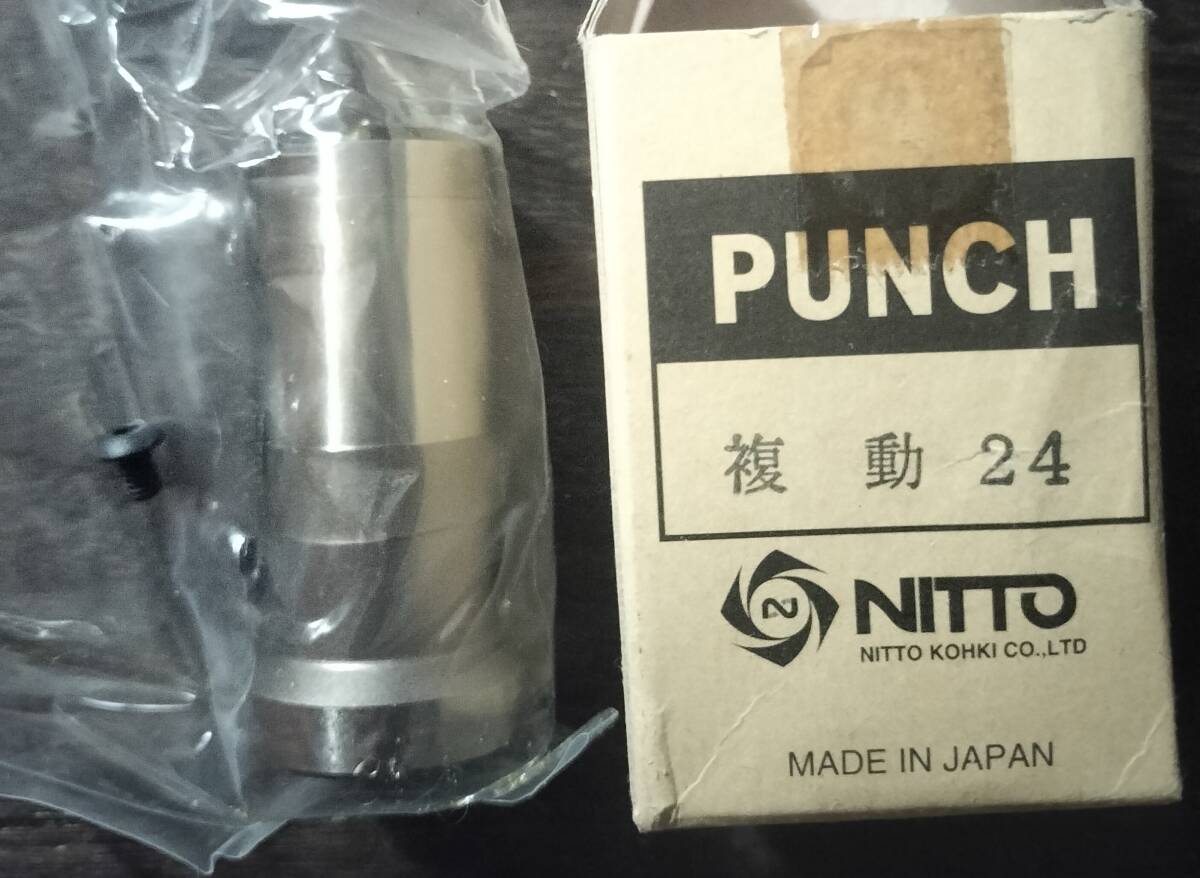 PUNCH
複 動 24
N NITTO
NITTO KOHKI CO.,LTD
MADE IN JAPAN